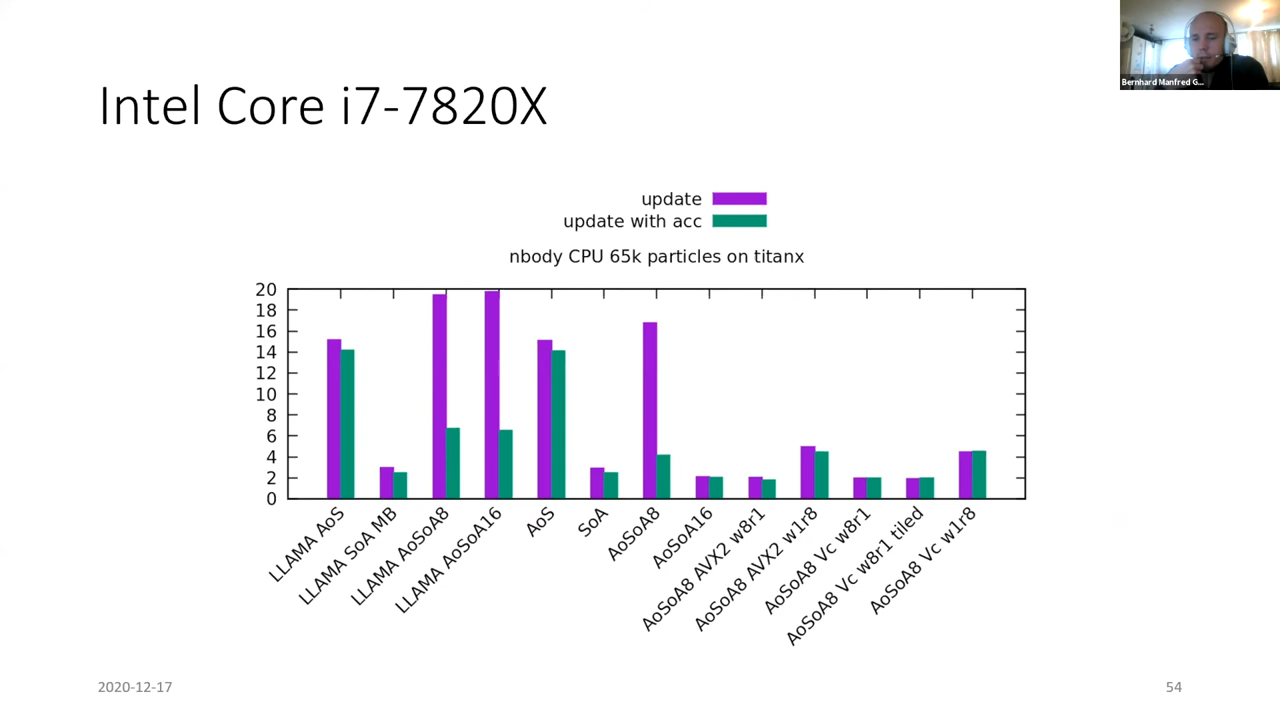 Bernhard Manfred G...
Intel Core i7-7820X
update
update with acc
nbody CPU 65k particles on titanx
20
18
16
14
12
10
8
6
4
2
0
LLAMA AoS
LLAMA SoA MB
LLAMA AoSoA8
LLAMA AoSoA16
AoS
SoA
AoSoA8
AoSoA16
AoSoA8 AVX2 w8r1
AoSoA8 AVX2 w1r8
AoSoA8 Vc w8r1
AoSoA8 Vc w8r1 tiled
AoSoA8 Vc w1r8
2020-12-17
54